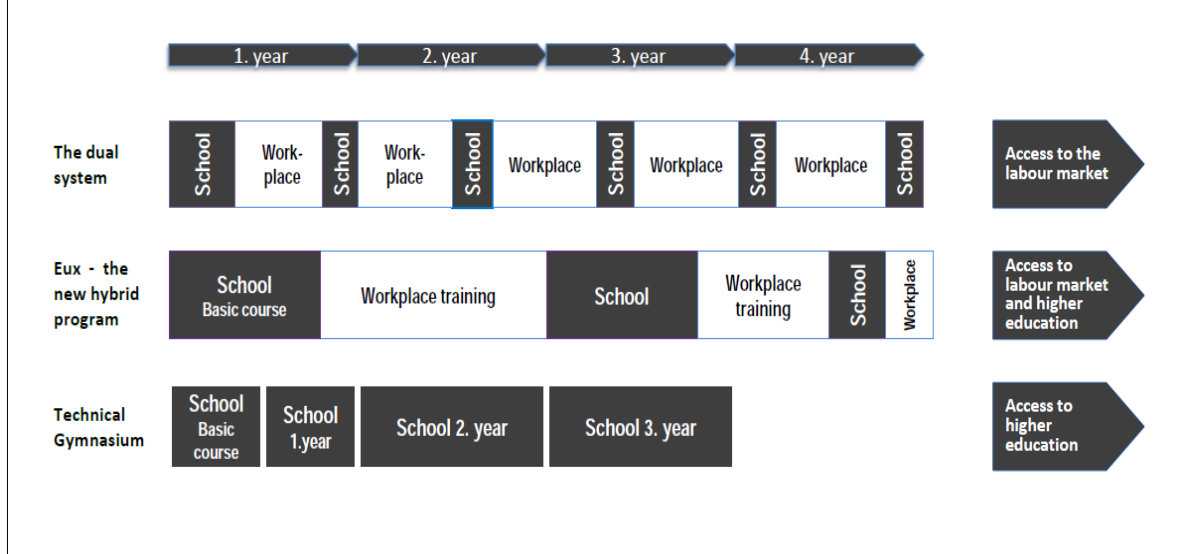 1. year
2. year
3. year
4. year
The dual
system
School
Work-
place
School
Work-
place
School
Workplace
School
Workplace
School
Workplace
School
Access to the
labour market
Eux - the
new hybrid
program
School
Basic course
Workplace training
School
Workplace
training
School
Workplace
Access to
labour market
and higher
education
Technical
Gymnasium
School
Basic
course
School
1.year
School 2. year
School 3. year
Access to
higher
education